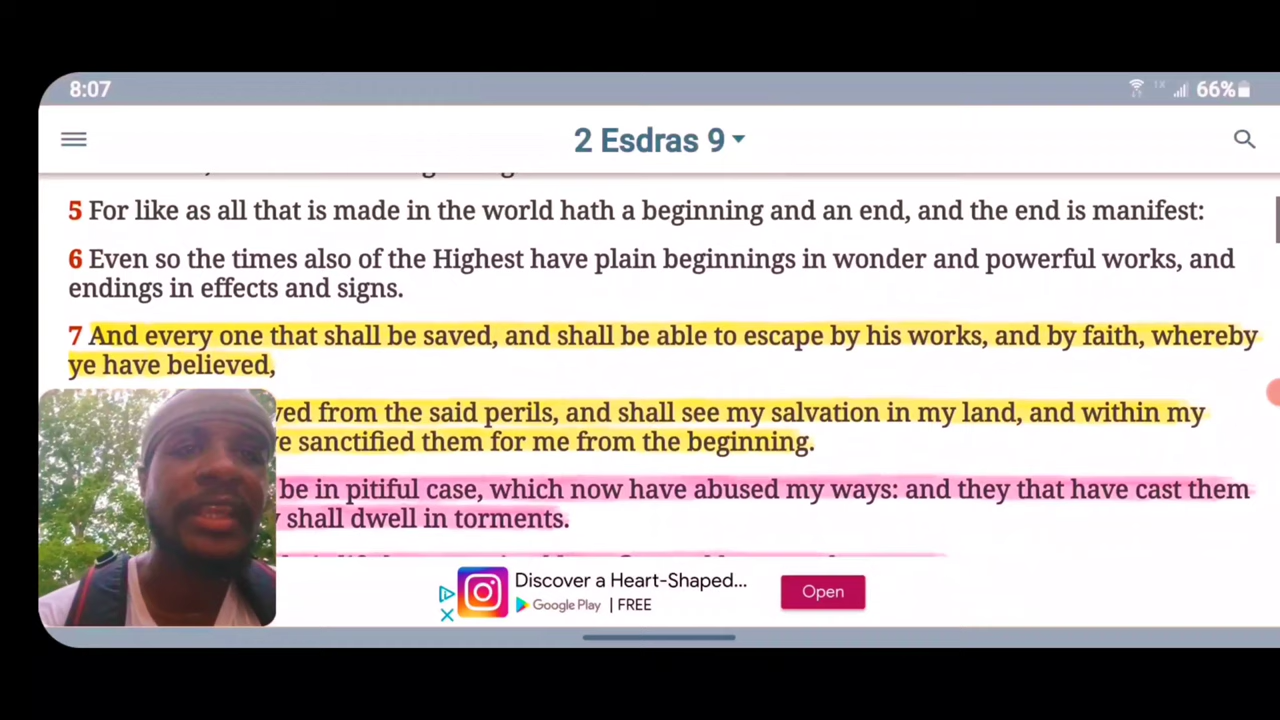 8:07
66%
2 Esdras 9
5 For like as all that is made in the world hath a beginning and an end, and the end is manifest:
6 Even so the times also of the Highest have plain beginnings in wonder and powerful works, and
endings in effects and signs.
7 And every one that shall be saved, and shall be able to escape by his works, and by faith, whereby
ye have believed,
from the said perils, and shall see my salvation in my land, and within my
sanctified them for me from the beginning.
be in pitiful case, which now have abused my ways: and they that have cast them
shall dwell in torments.
Discover a Heart-Shaped...
Google Play | FREE
Open